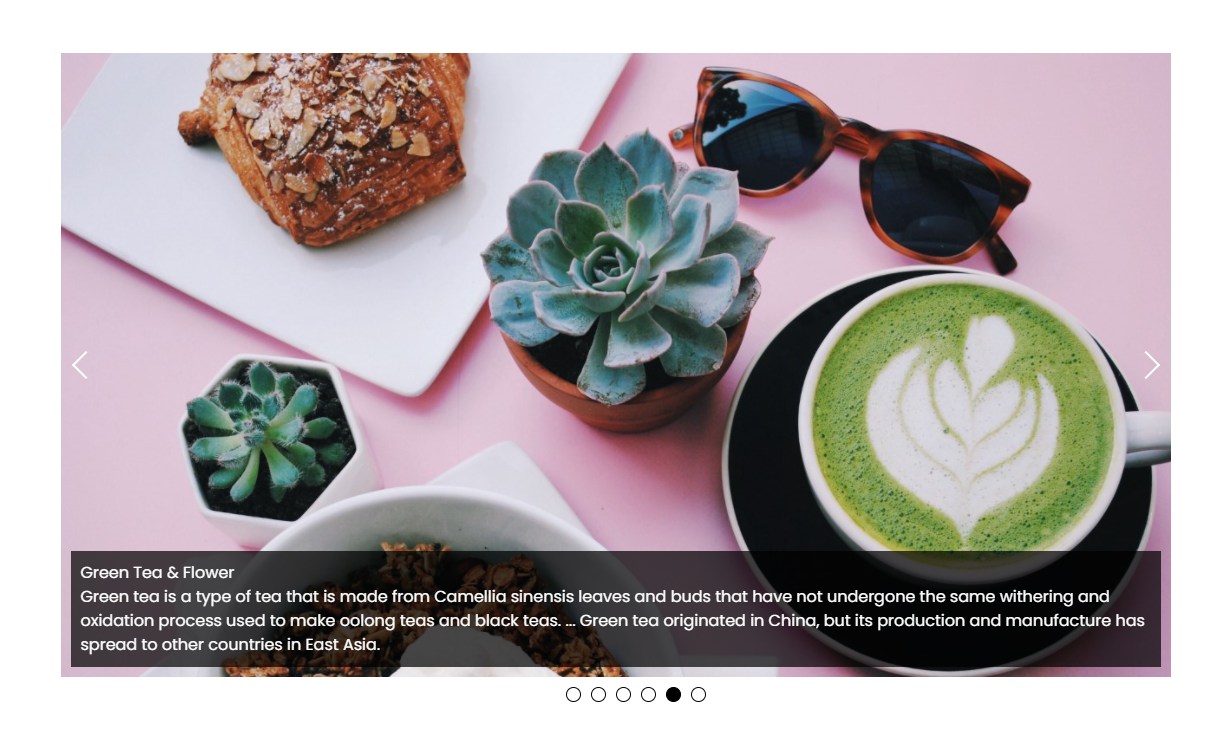 Green Tea & Flower
Green tea is a type of tea that is made from Camellia sinensis leaves and buds that have not undergone the same withering and
oxidation process used to make oolong teas and black teas. ... Green tea originated in China, but its production and manufacture has
spread to other countries in East Asia.